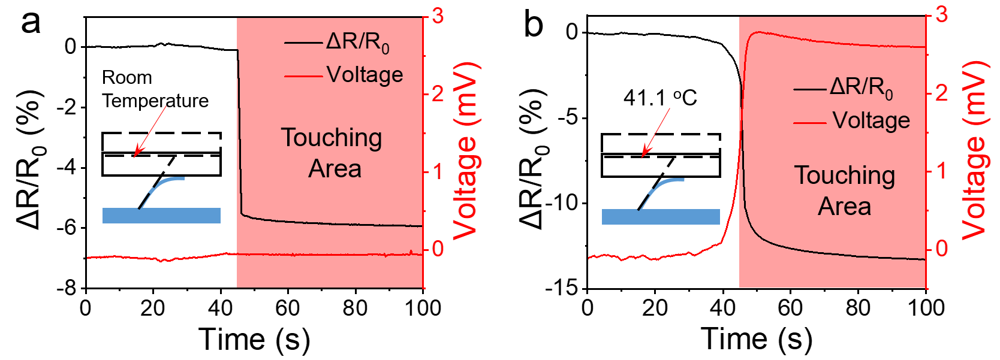 a
ΔR/R₀ (%)
0
-2
-4
-6
-8
ΔR/R₀
Voltage
Room
Temperature
Touching
Area
3
2
1
0
Voltage (mV)
0 20 40 60 80 100
Time (s)
b
ΔR/R₀ (%)
0
-5
-10
-15
41.1 °C
ΔR/R₀
Voltage
Touching
Area
3
2
1
0
Voltage (mV)
0 20 40 60 80 100
Time (s)